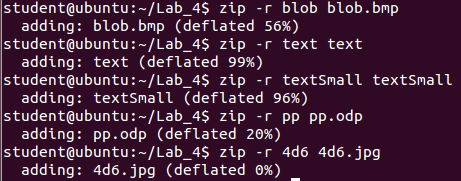 student@ubuntu:~/Lab_4$ zip -r blob blob.bmp
  adding: blob.bmp (deflated 56%)
student@ubuntu:~/Lab_4$ zip -r text text
  adding: text (deflated 99%)
student@ubuntu:~/Lab_4$ zip -r textSmall textSmall
  adding: textSmall (deflated 96%)
student@ubuntu:~/Lab_4$ zip -r pp pp.odp
  adding: pp.odp (deflated 20%)
student@ubuntu:~/Lab_4$ zip -r 4d6 4d6.jpg
  adding: 4d6.jpg (deflated 0%)